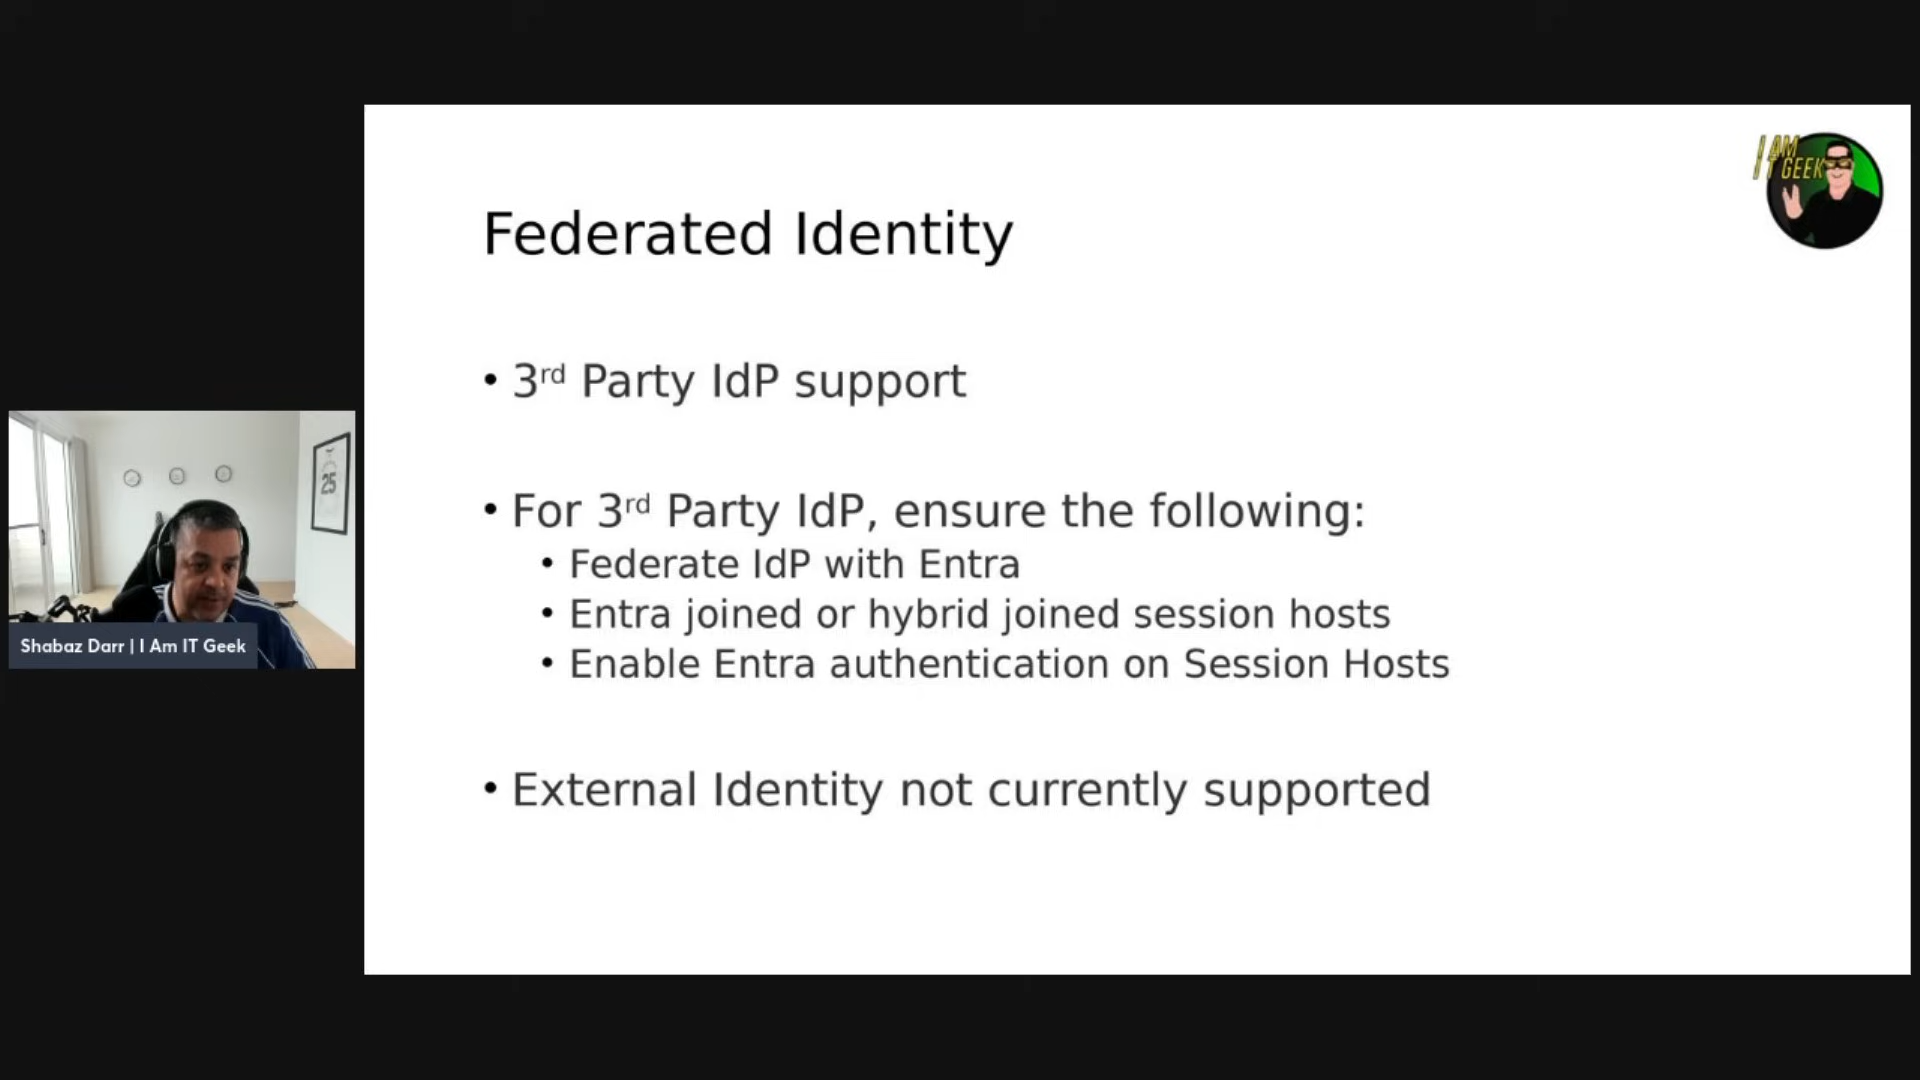 I AM
IT GEEK
Federated Identity
• 3rd Party IdP support
• For 3rd Party IdP, ensure the following:
• Federate IdP with Entra
• Entra joined or hybrid joined session hosts
• Enable Entra authentication on Session Hosts
• External Identity not currently supported
25
Shabaz Darr | I Am IT Geek